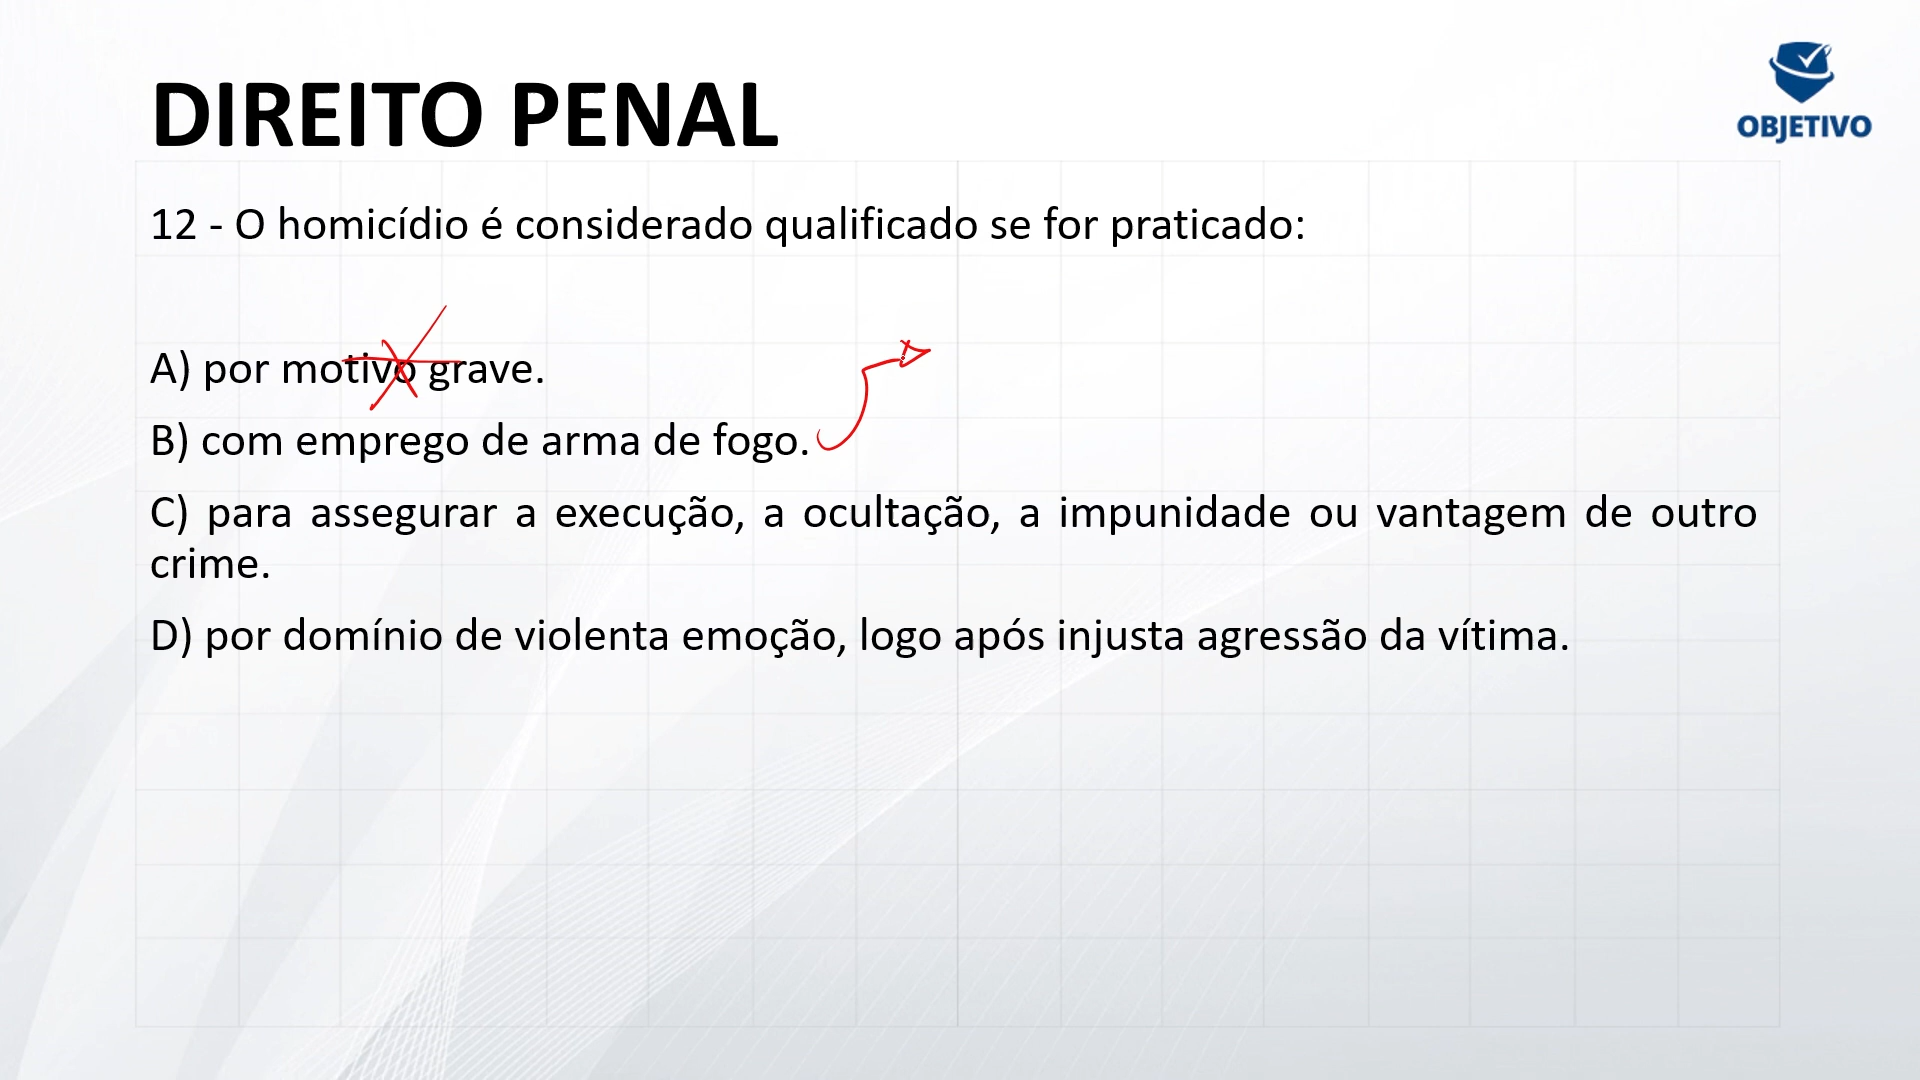 DIREITO PENAL
OBJETIVO
12 - O homicídio é considerado qualificado se for praticado:
A) por motivo grave.
B) com emprego de arma de fogo.
C) para assegurar a execução, a ocultação, a impunidade ou vantagem de outro
crime.
D) por domínio de violenta emoção, logo após injusta agressão da vítima.